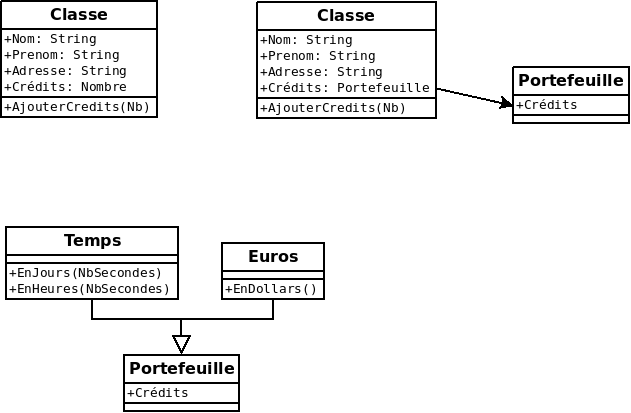 Classe
+Nom: String
+Prenom: String
+Adresse: String
+Crédits: Nombre
+AjouterCredits(Nb)
Classe
+Nom: String
+Prenom: String
+Adresse: String
+Crédits: Portefeuille
+AjouterCredits(Nb)
Portefeuille
+Crédits
Temps
+EnJours(NbSecondes)
+EnHeures(NbSecondes)
Euros
+EnDollars()
Portefeuille
+Crédits